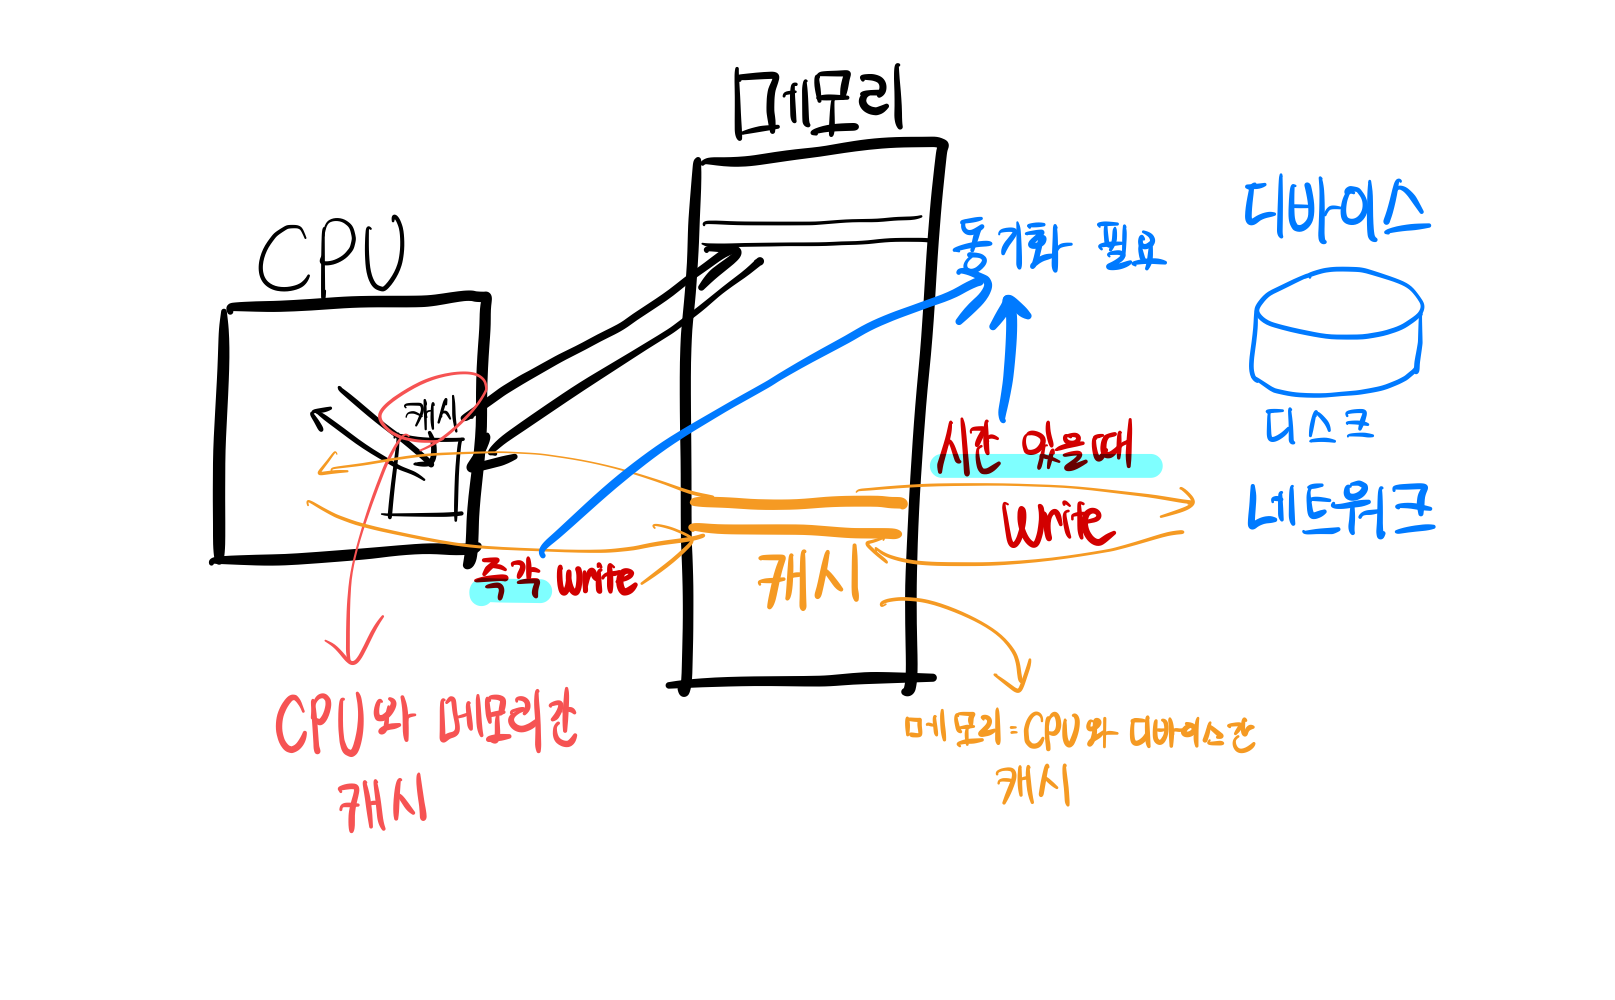 메모리
CPU
캐시
동기화 필요
디바이스
디스크
네트워크
시간 있을때
write
즉각 write
캐시
CPU와 메모리간
캐시
메모리=CPU와 디바이스간
캐시